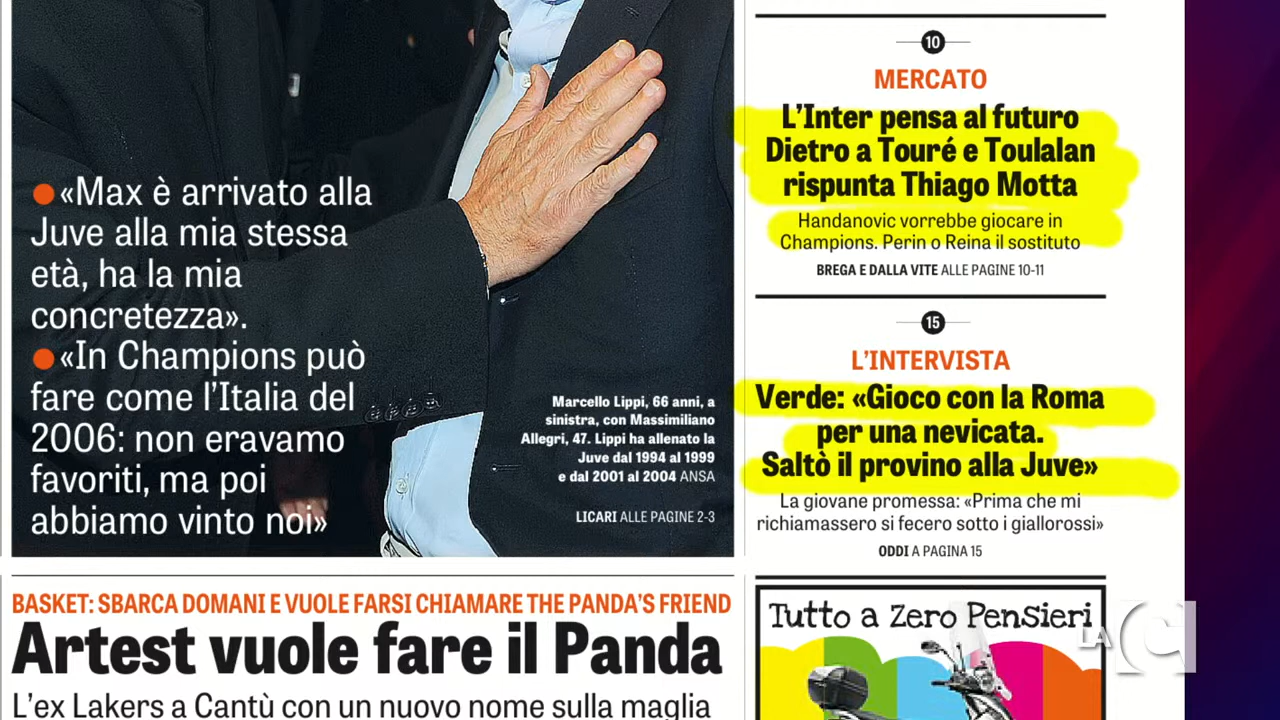 ●«Max è arrivato alla
Juve alla mia stessa
età, ha la mia
concretezza».
●«In Champions può
fare come l’Italia del
2006: non eravamo
favoriti, ma poi
abbiamo vinto noi»
Marcello Lippi, 66 anni, a
sinistra, con Massimiliano
Allegri, 47. Lippi ha allenato la
Juve dal 1994 al 1999
e dal 2001 al 2004 ANSA
LICARI ALLE PAGINE 2-3
10
MERCATO
L’Inter pensa al futuro
Dietro a Touré e Toulalan
rispunta Thiago Motta
Handanovic vorrebbe giocare in
Champions. Perin o Reina il sostituto
BREGA E DALLA VITE ALLE PAGINE 10-11
15
L’INTERVISTA
Verde: «Gioco con la Roma
per una nevicata.
Saltò il provino alla Juve»
La giovane promessa: «Prima che mi
richiamassero si fecero sotto i giallorossi»
ODDI A PAGINA 15
BASKET: SBARCA DOMANI E VUOLE FARSI CHIAMARE THE PANDA’S FRIEND
Artest vuole fare il Panda
L’ex Lakers a Cantù con un nuovo nome sulla maglia
Tutto a Zero Pensieri
LA C